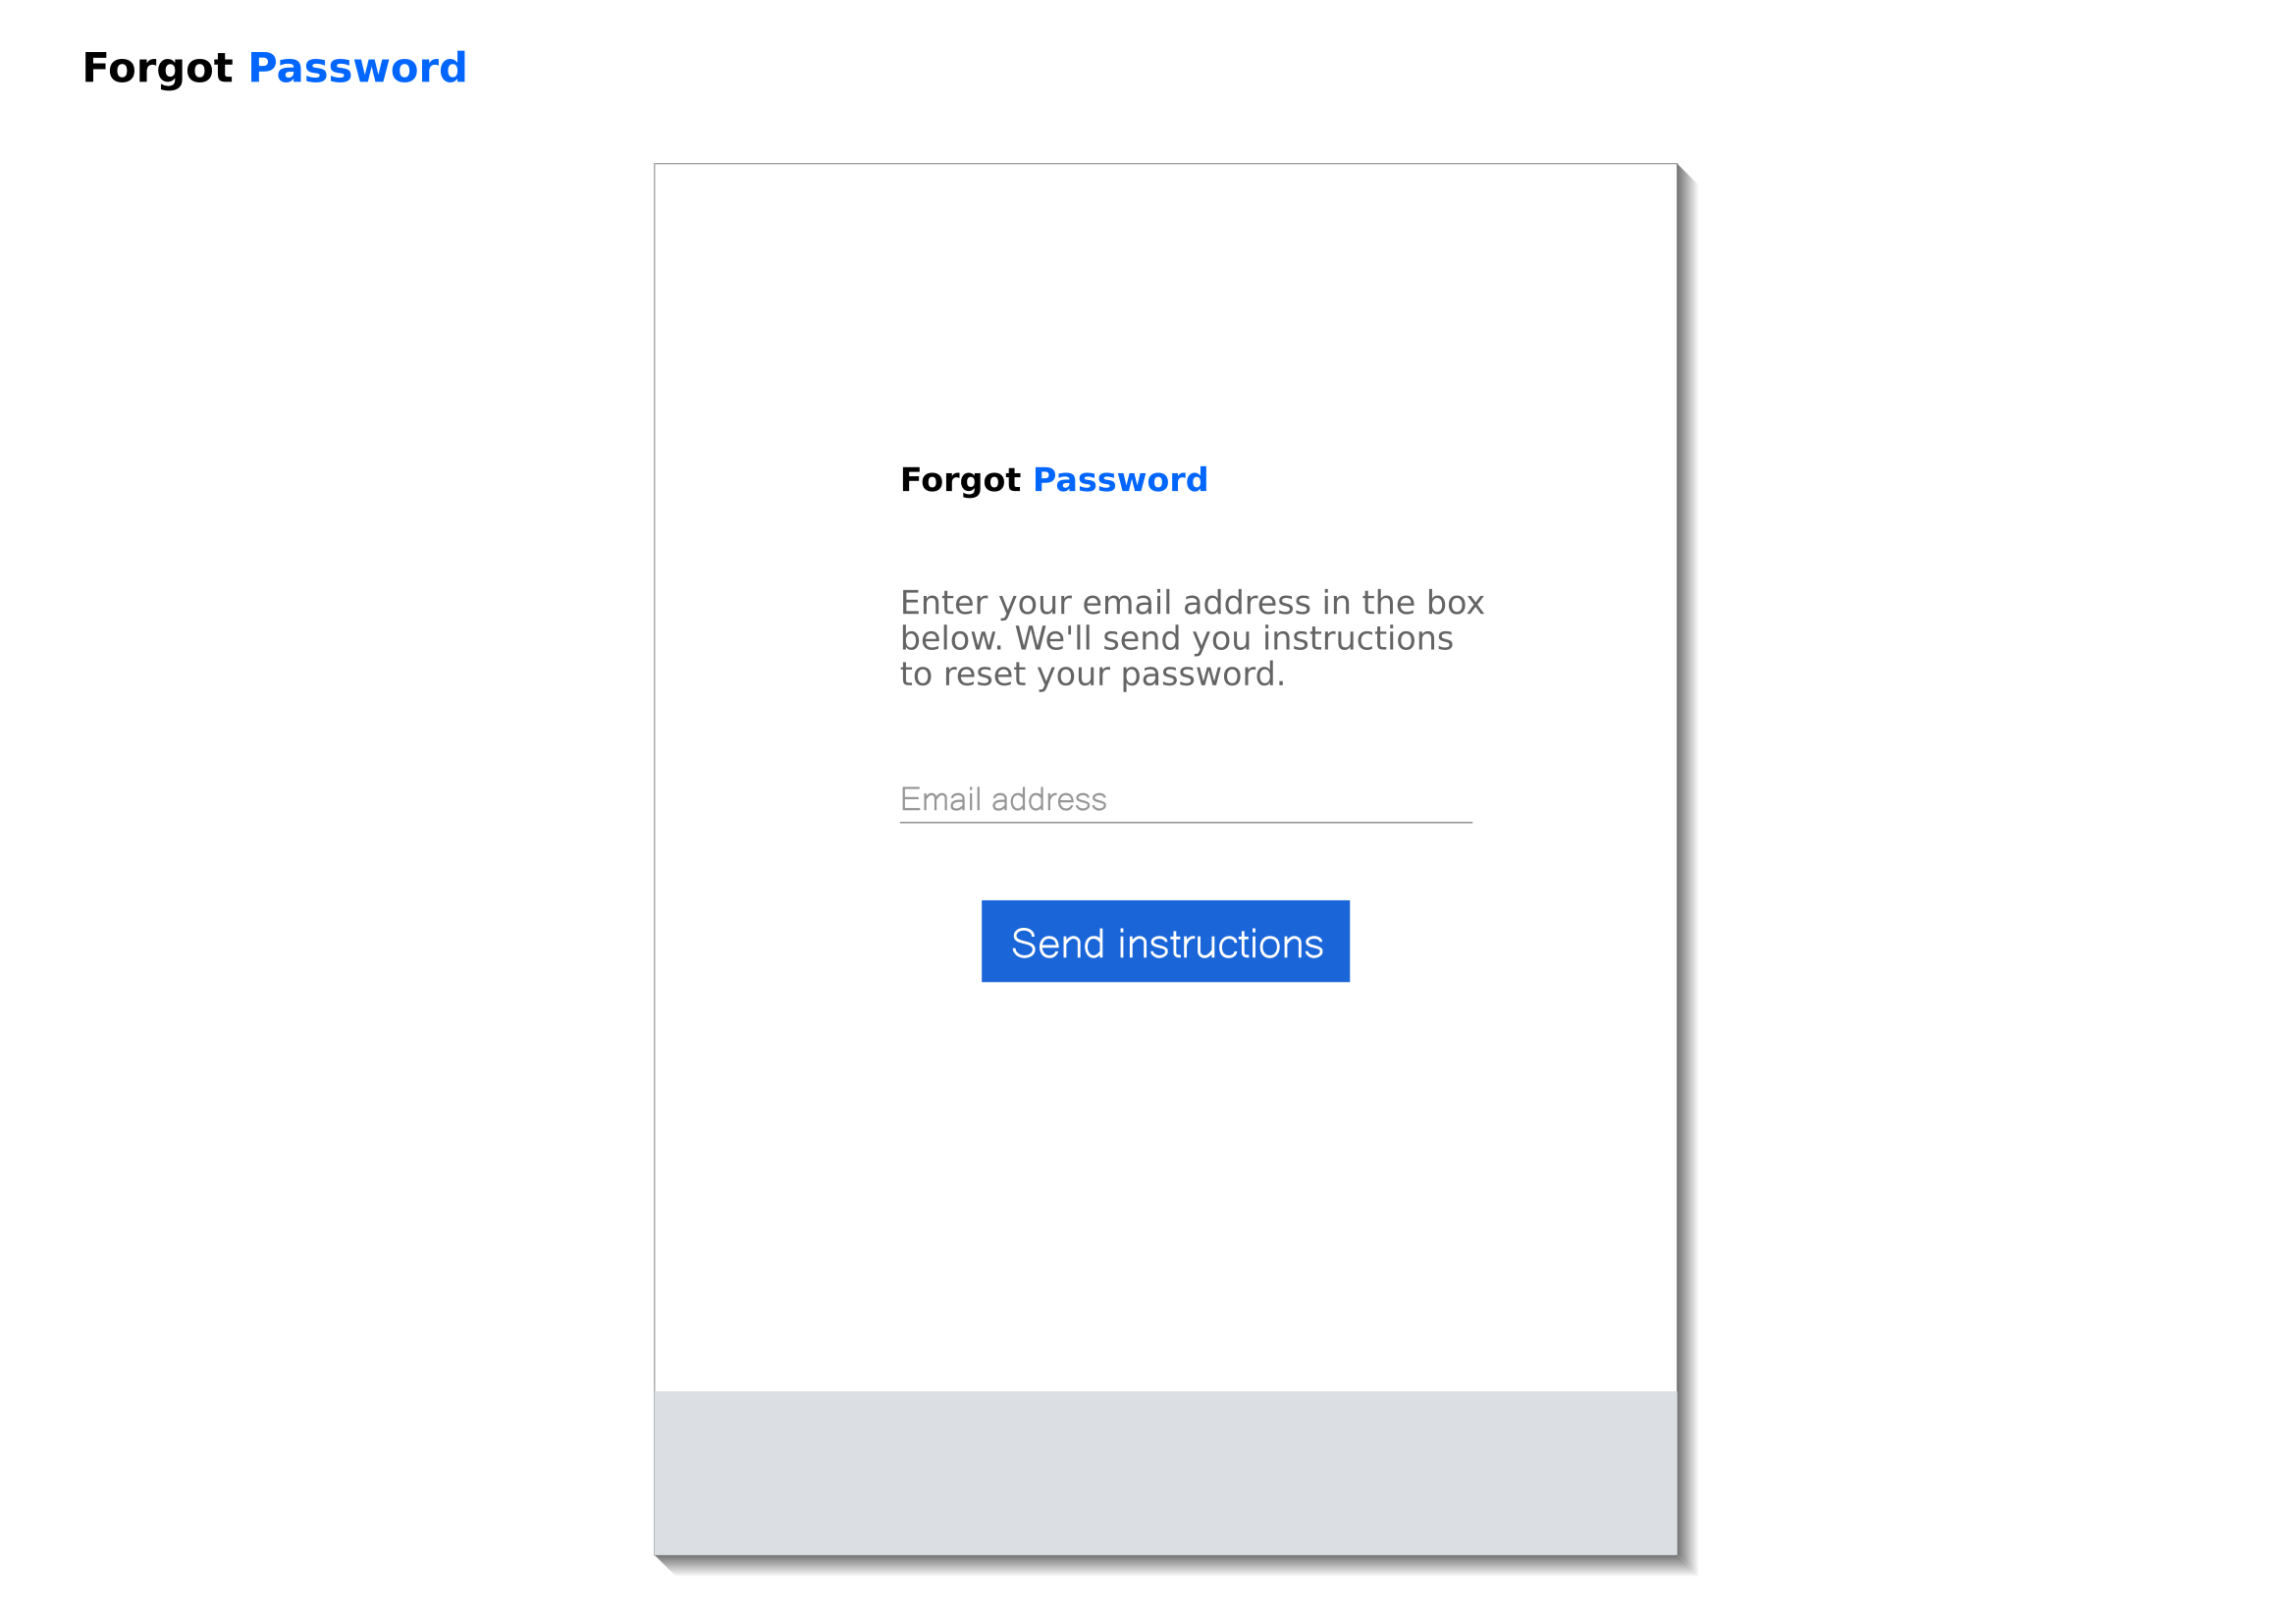 Forgot Password
Forgot Password
Enter your email address in the box
below. We'll send you instructions
to reset your password.
Email address
Send instructions